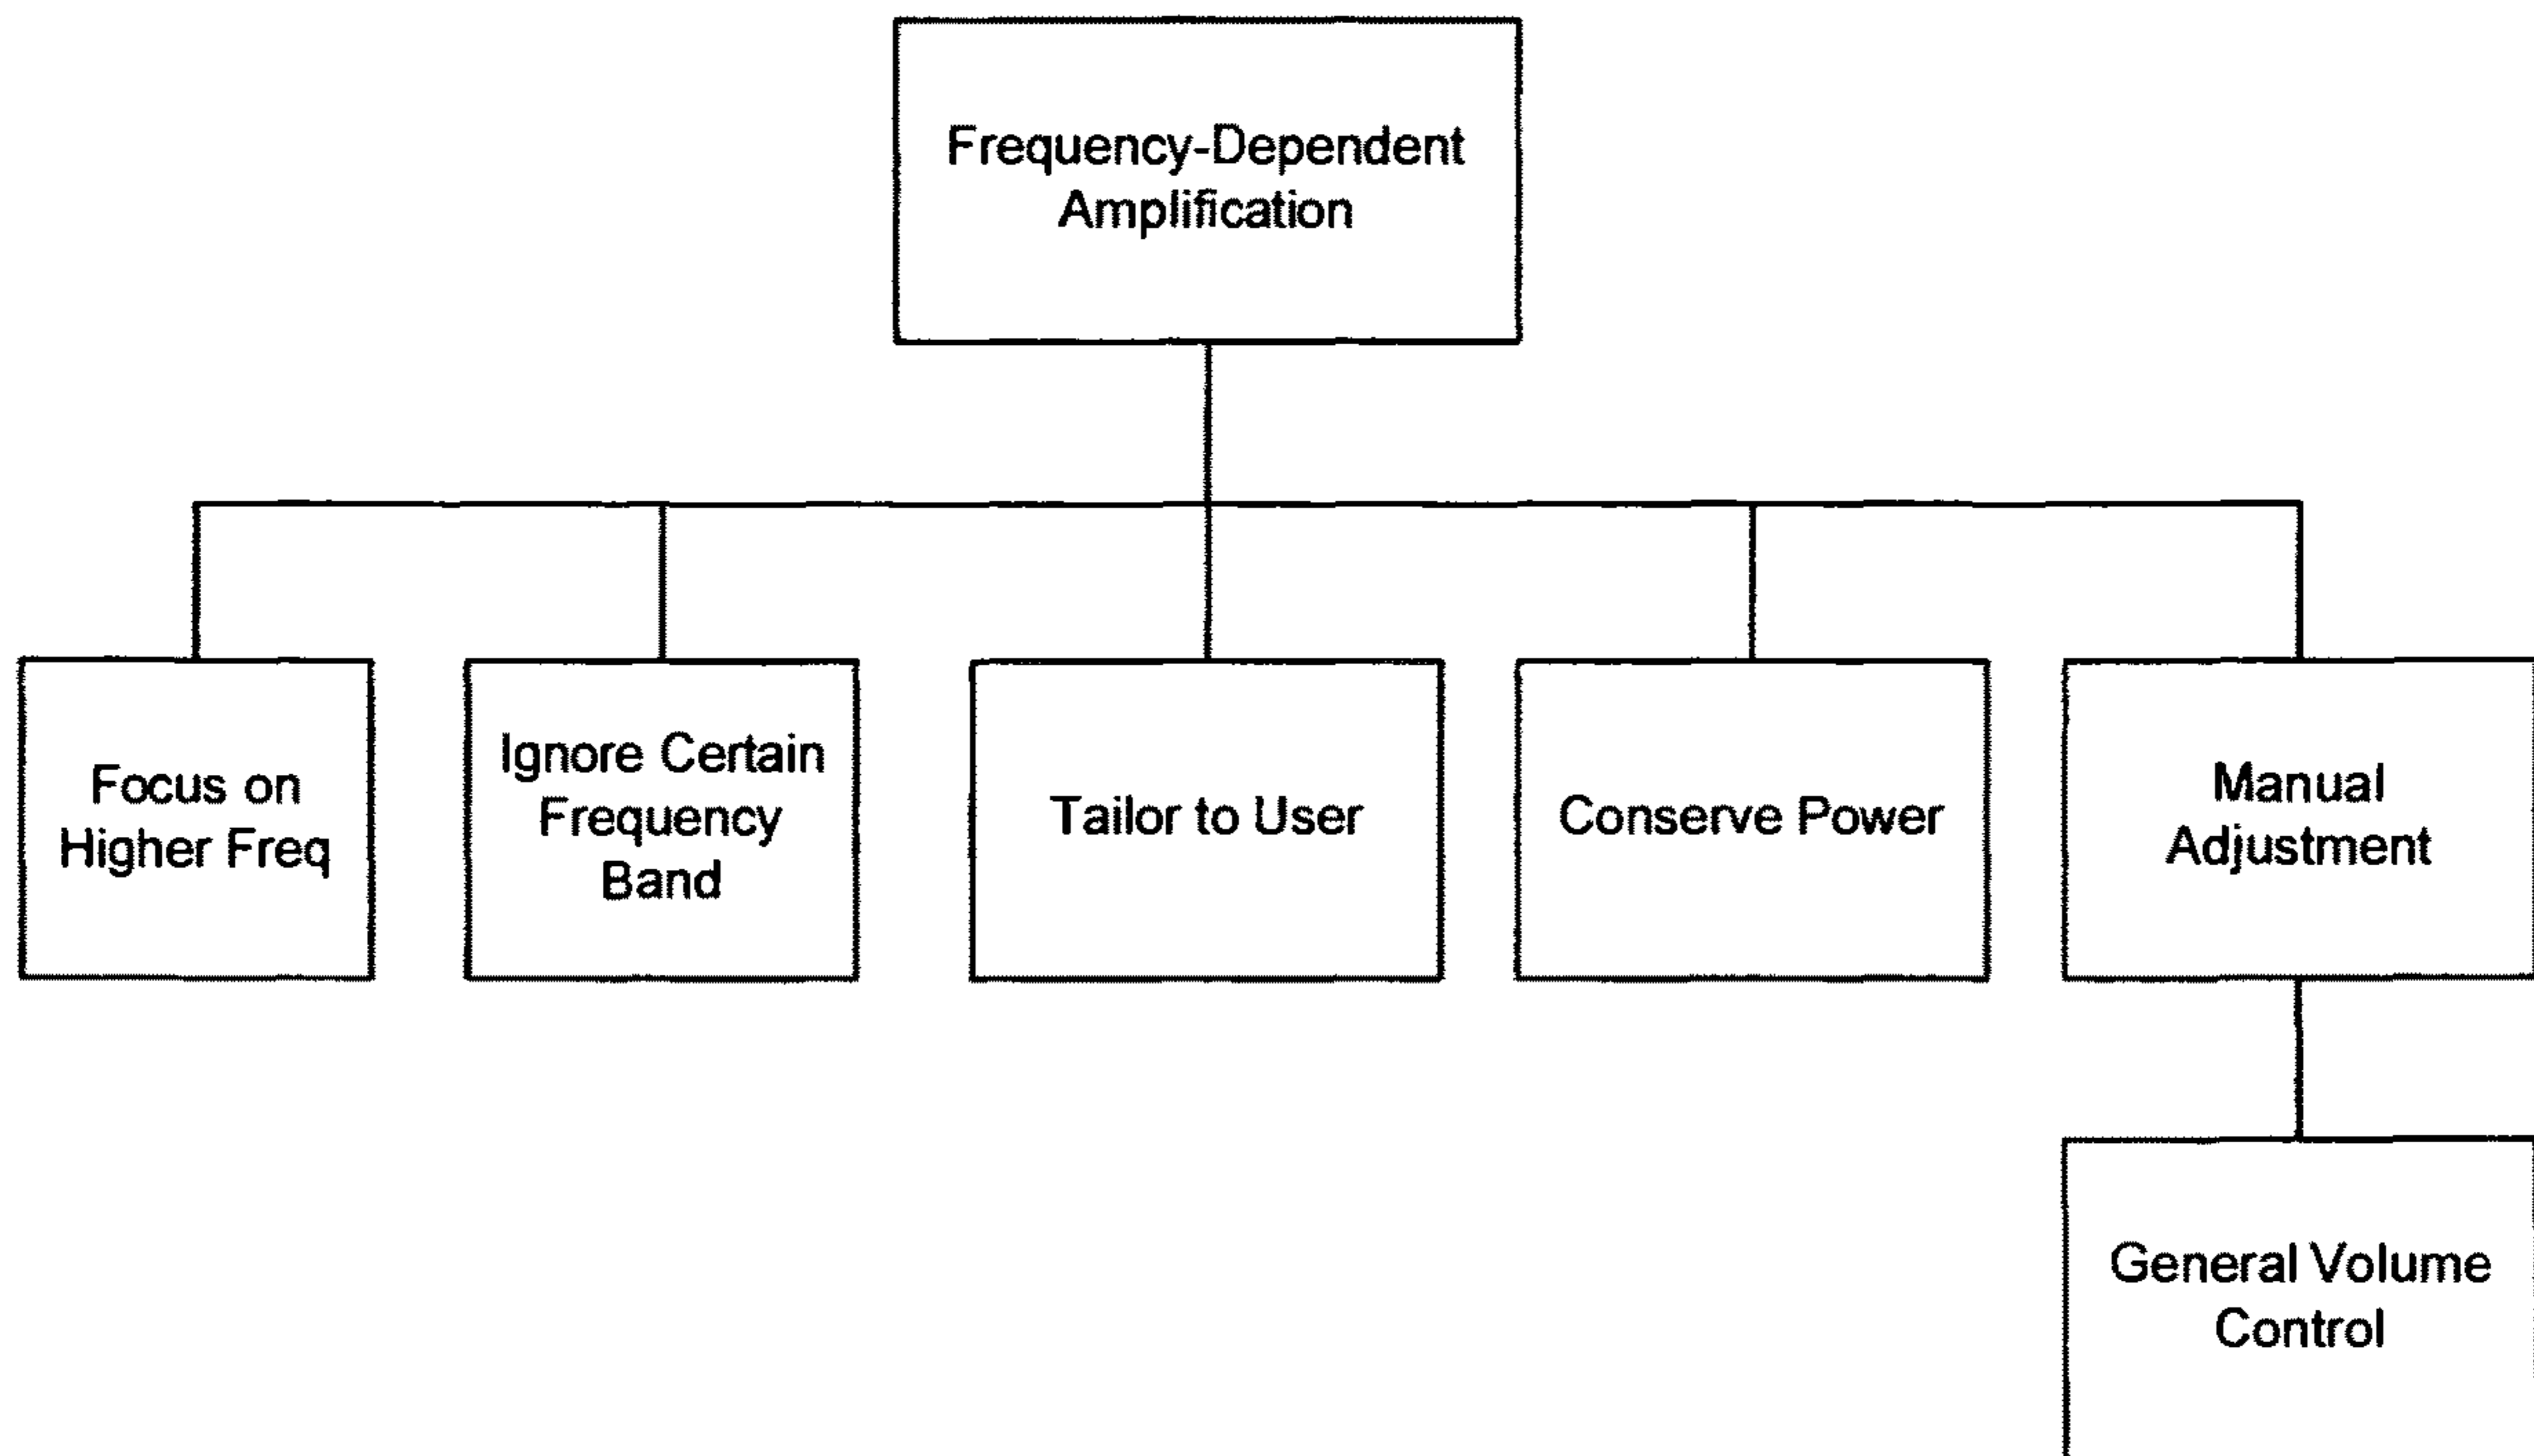 Frequency-Dependent
Amplification
Focus on
Higher Freq
Ignore Certain
Frequency
Band
Tailor to User
Conserve Power
Manual
Adjustment
General Volume
Control